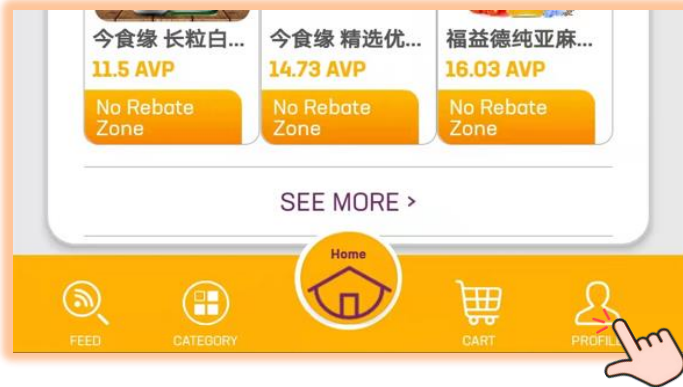 今食缘 长粒白...
今食缘 精选优...
福益德纯亚麻...
11.5 AVP
14.73 AVP
16.03 AVP
No Rebate
Zone
No Rebate
Zone
No Rebate
Zone
SEE MORE >
Home
FEED
CATEGORY
CART
PROFILE